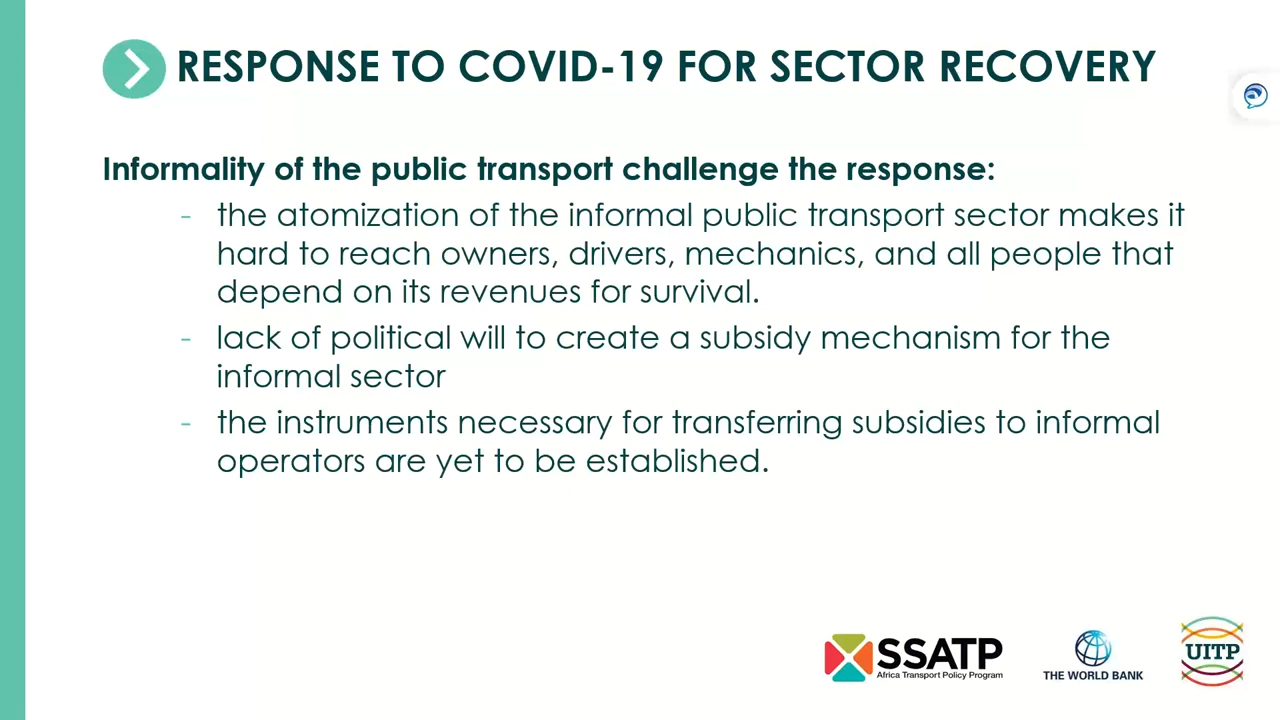 RESPONSE TO COVID-19 FOR SECTOR RECOVERY
Informality of the public transport challenge the response:
- the atomization of the informal public transport sector makes it
hard to reach owners, drivers, mechanics, and all people that
depend on its revenues for survival.
- lack of political will to create a subsidy mechanism for the
informal sector
- the instruments necessary for transferring subsidies to informal
operators are yet to be established.
SSATP
Africa Transport Policy Program
THE WORLD BANK
UITP